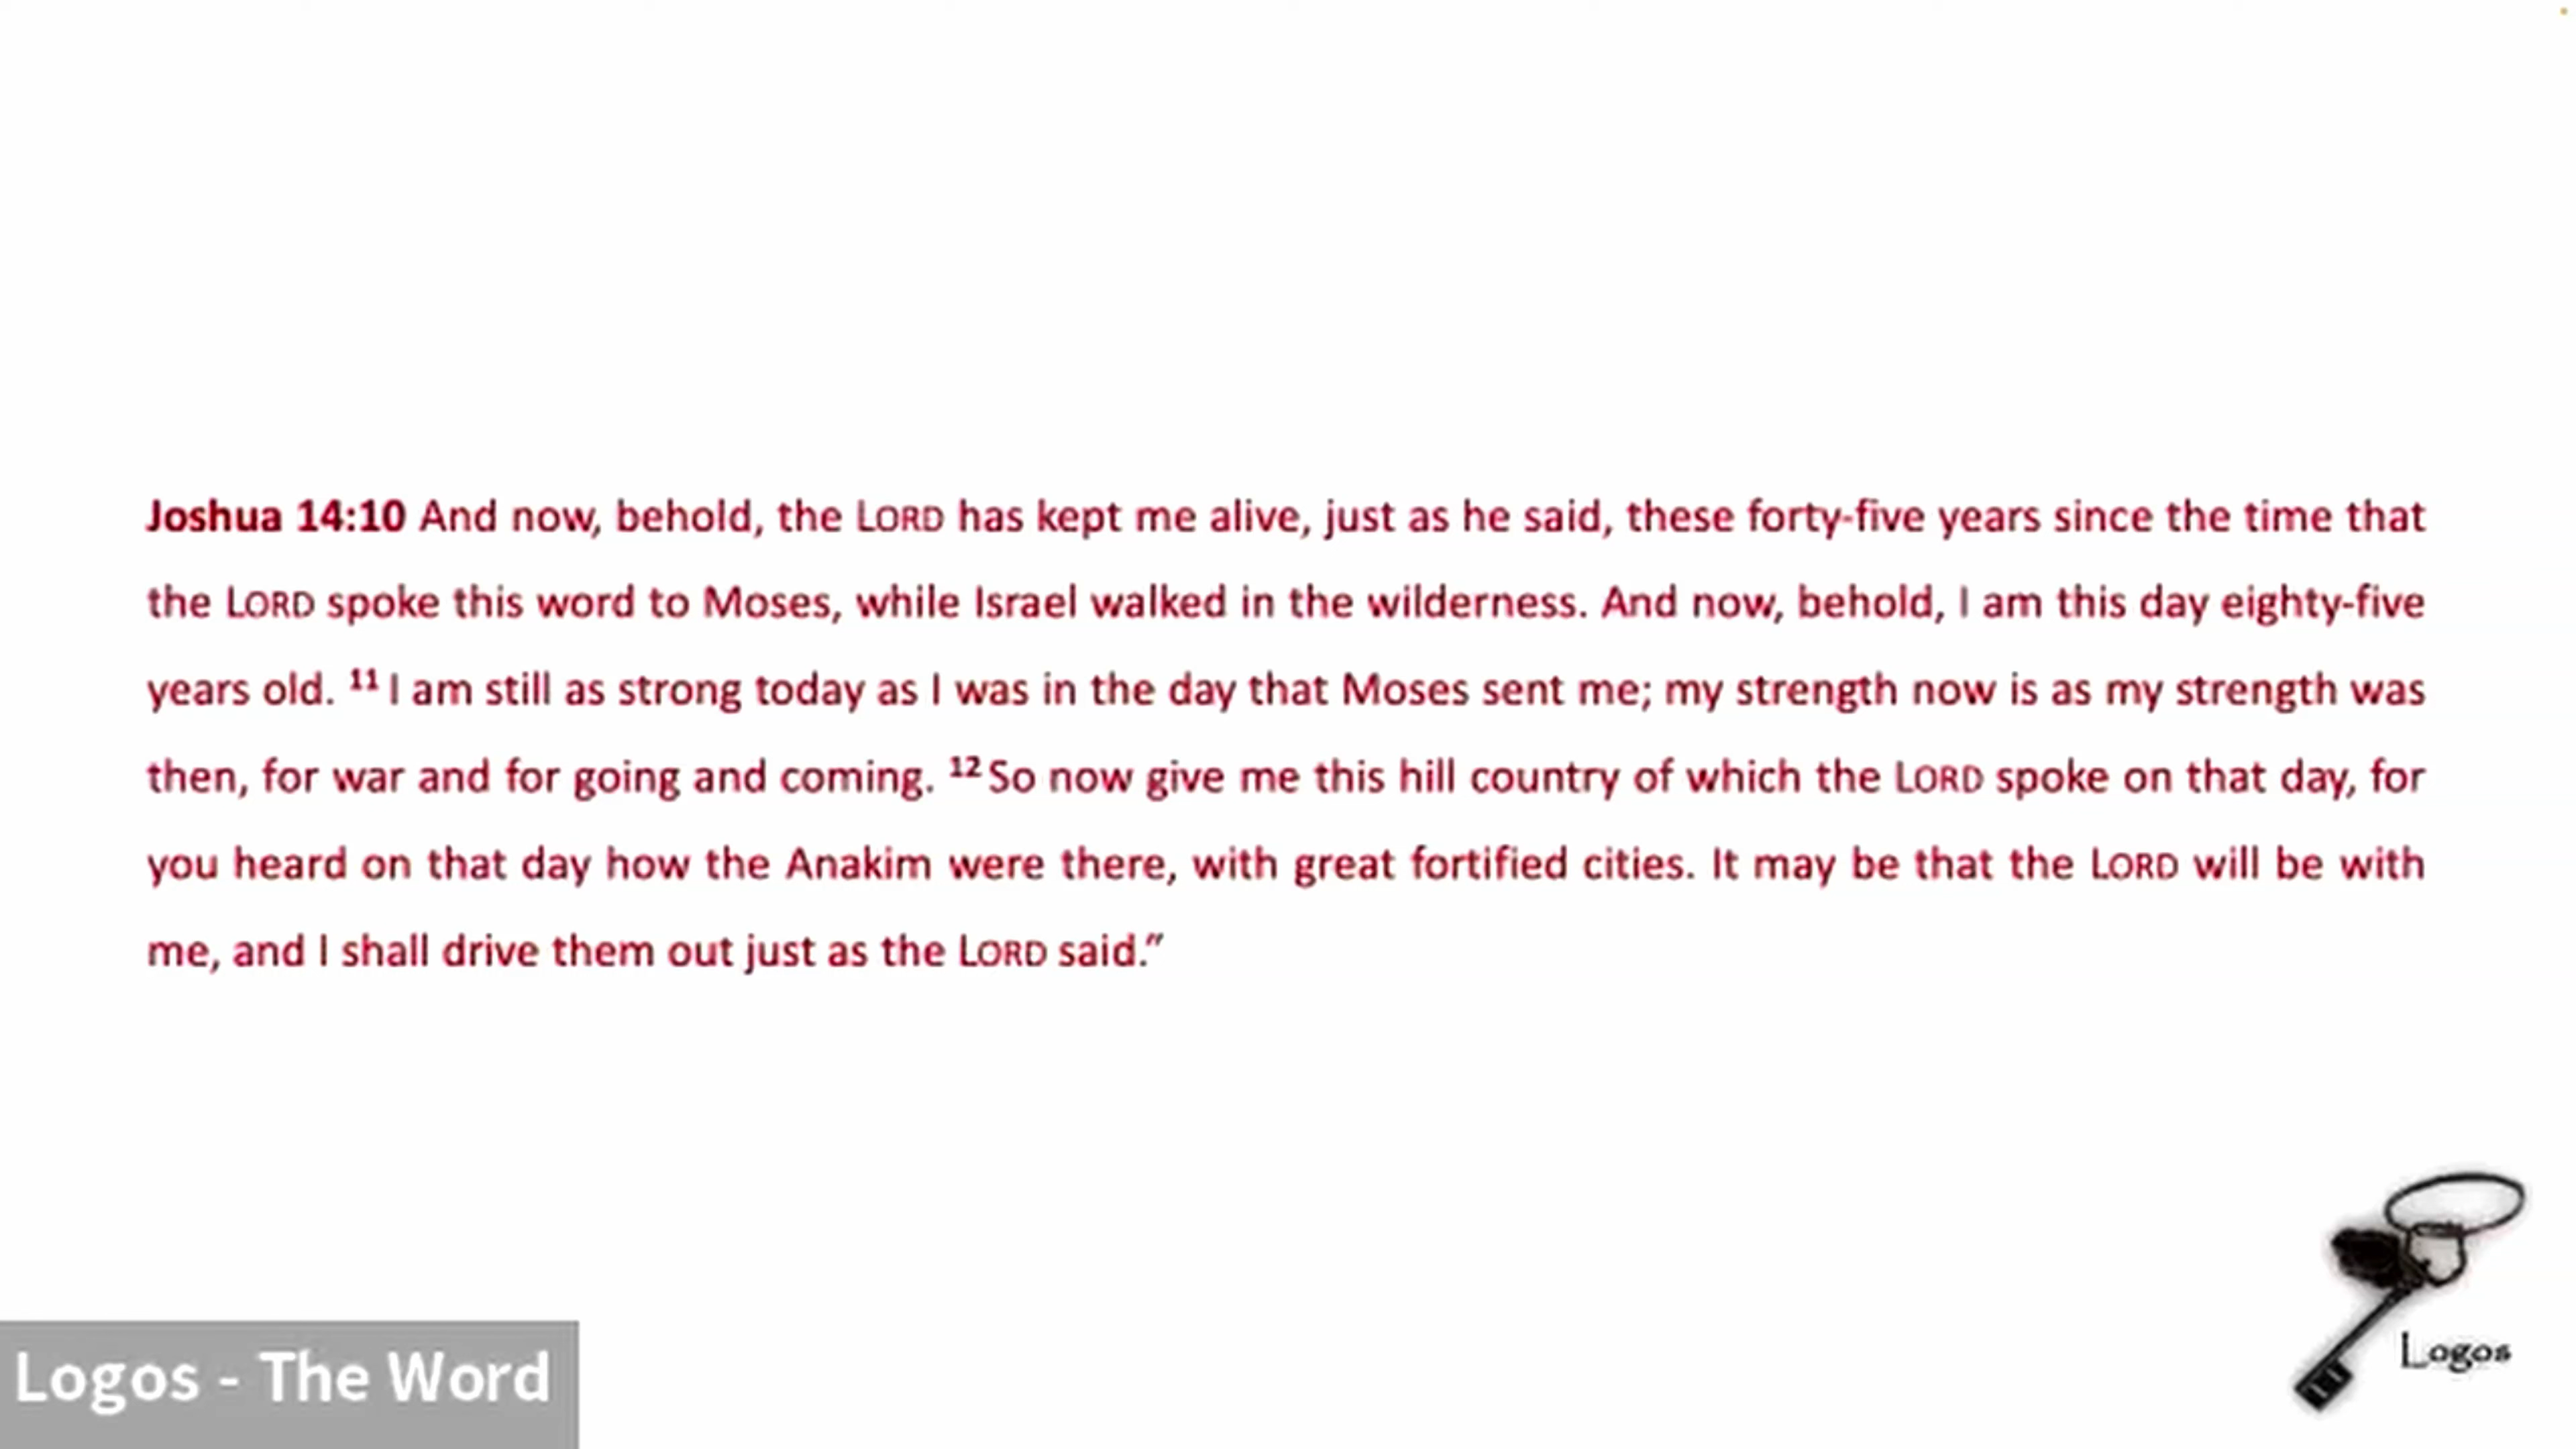 Joshua 14:10 And now, behold, the LORD has kept me alive, just as he said, these forty-five years since the time that
the LORD spoke this word to Moses, while Israel walked in the wilderness. And now, behold, I am this day eighty-five
years old. ¹¹ I am still as strong today as I was in the day that Moses sent me; my strength now is as my strength was
then, for war and for going and coming. ¹² So now give me this hill country of which the LORD spoke on that day, for
you heard on that day how the Anakim were there, with great fortified cities. It may be that the LORD will be with
me, and I shall drive them out just as the LORD said.”
Logos
Logos - The Word